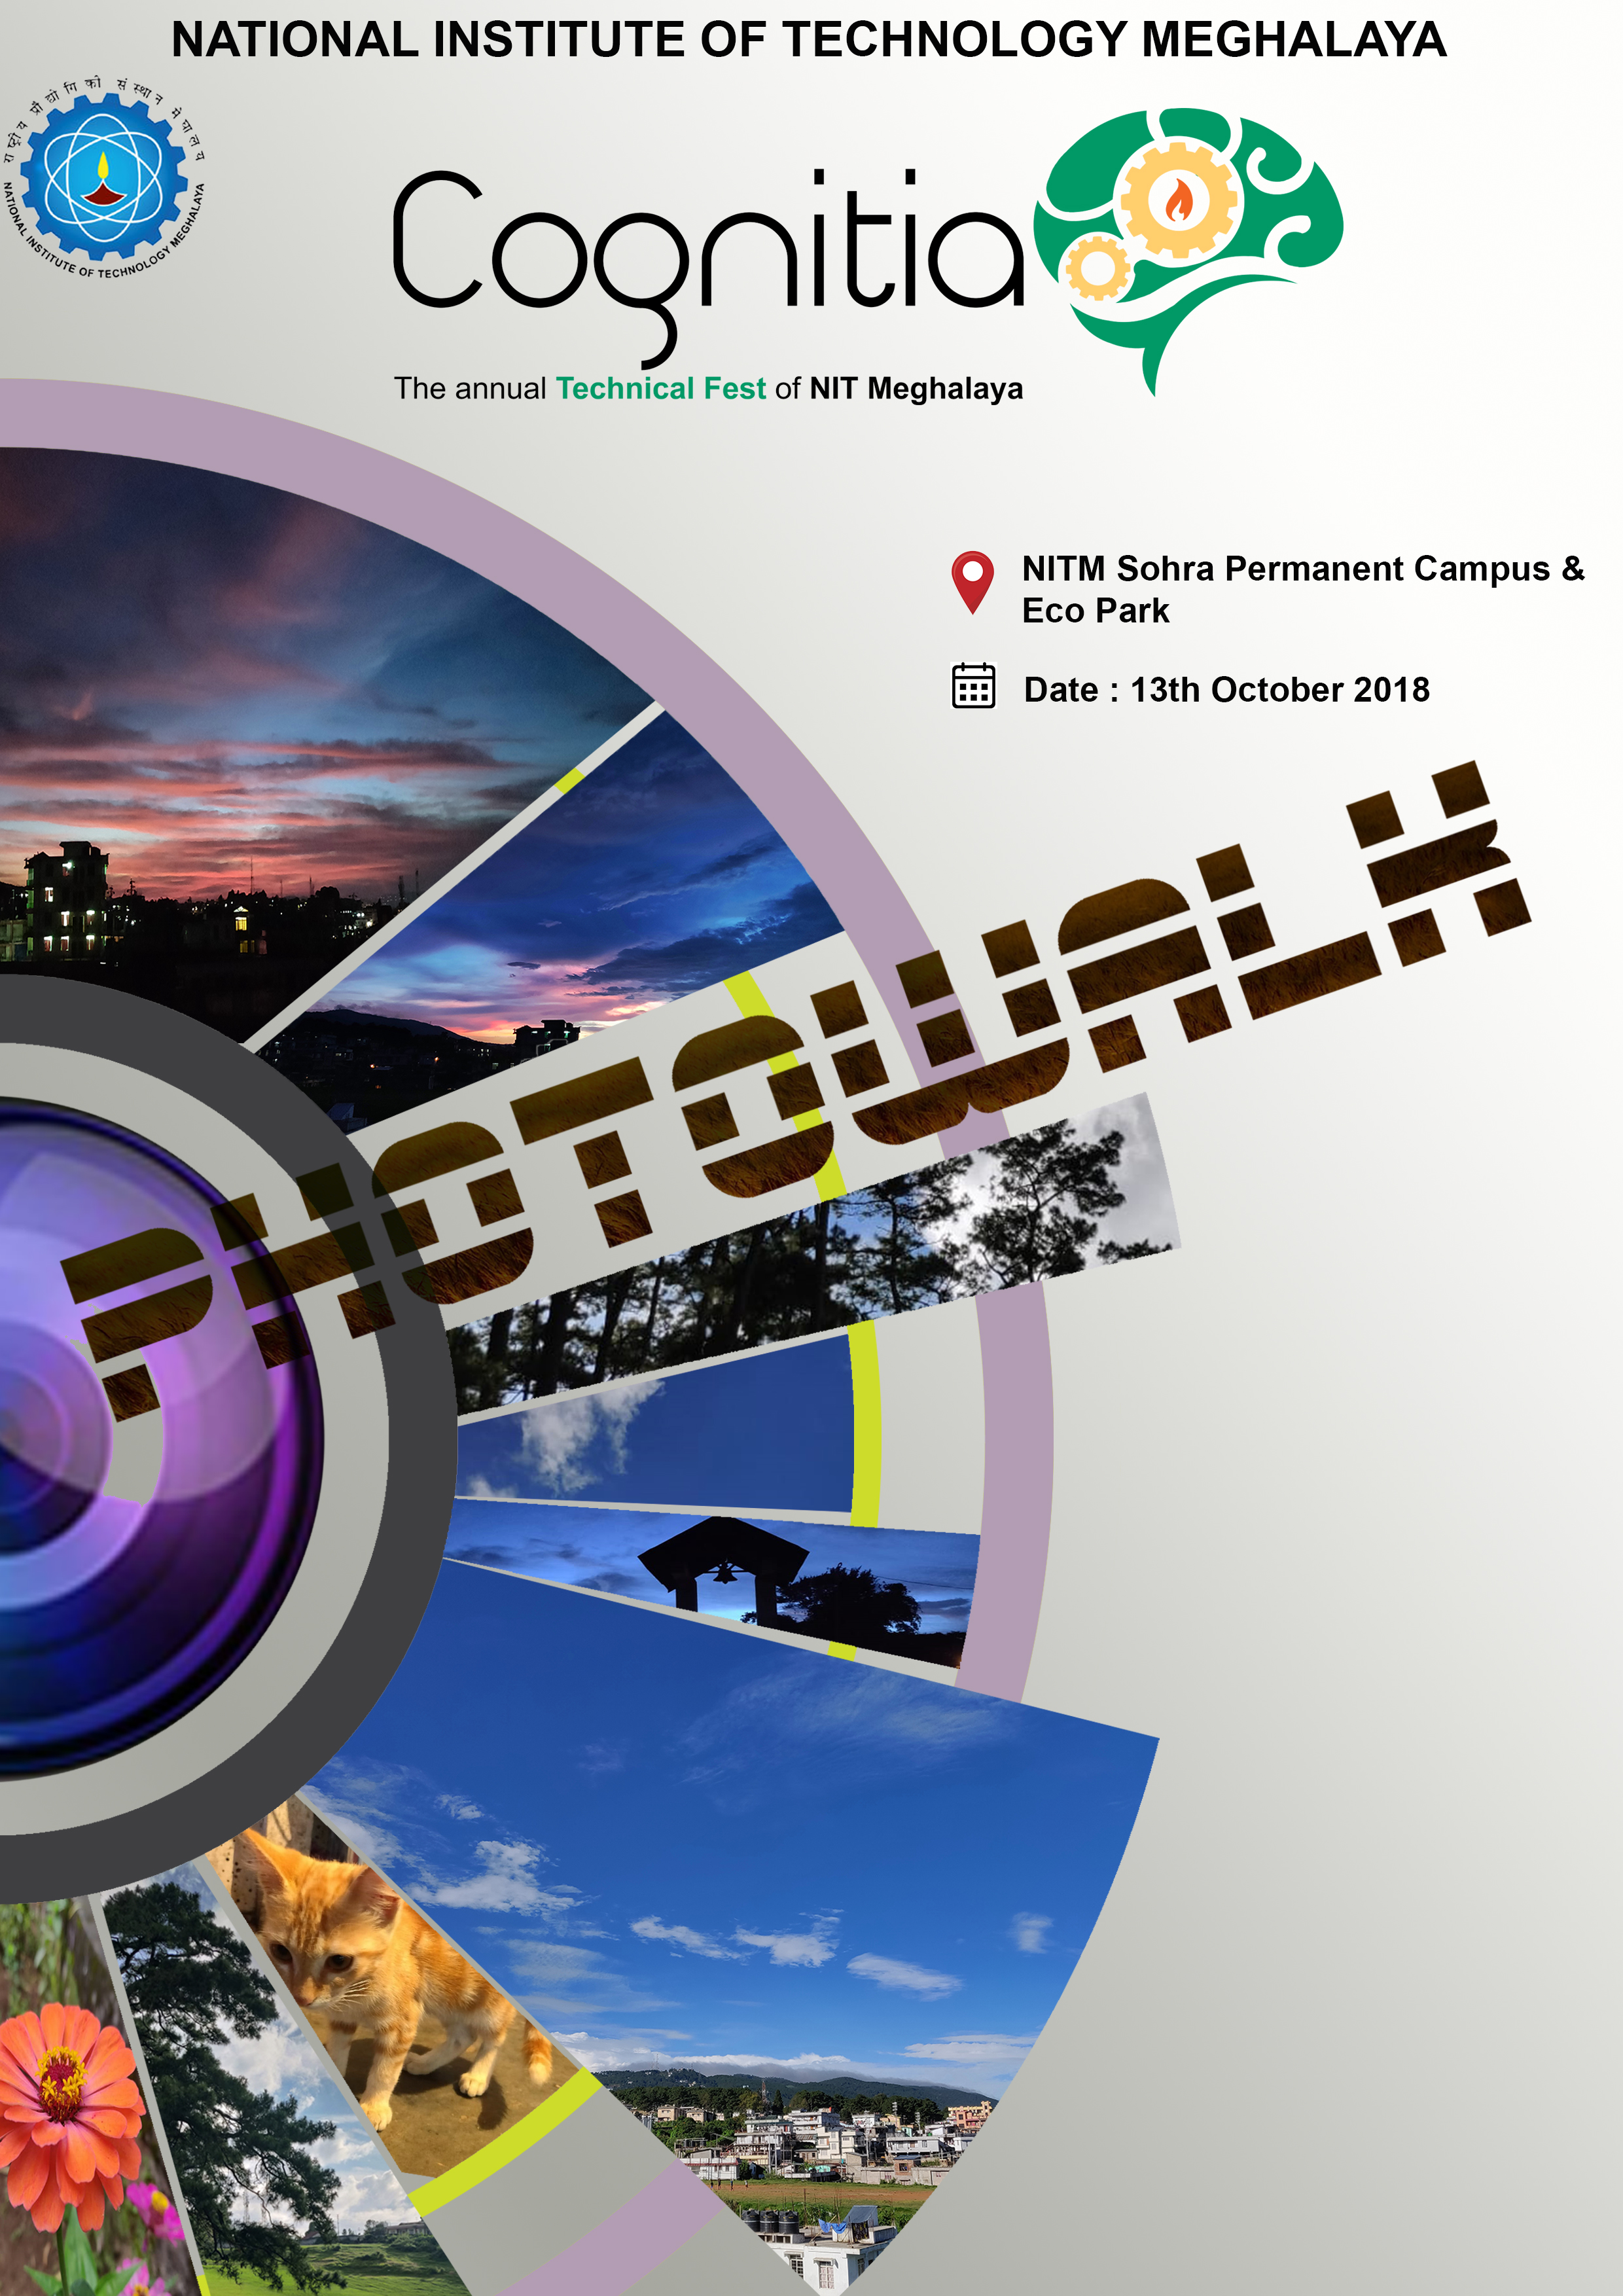 NATIONAL INSTITUTE OF TECHNOLOGY MEGHALAYA
राष्ट्रीय प्रौद्योगिकी संस्थान मेघालय
NATIONAL INSTITUTE OF TECHNOLOGY MEGHALAYA
Cognitia
The annual Technical Fest of NIT Meghalaya
NITM Sohra Permanent Campus &
Eco Park
Date : 13th October 2018
PHOTOWALK